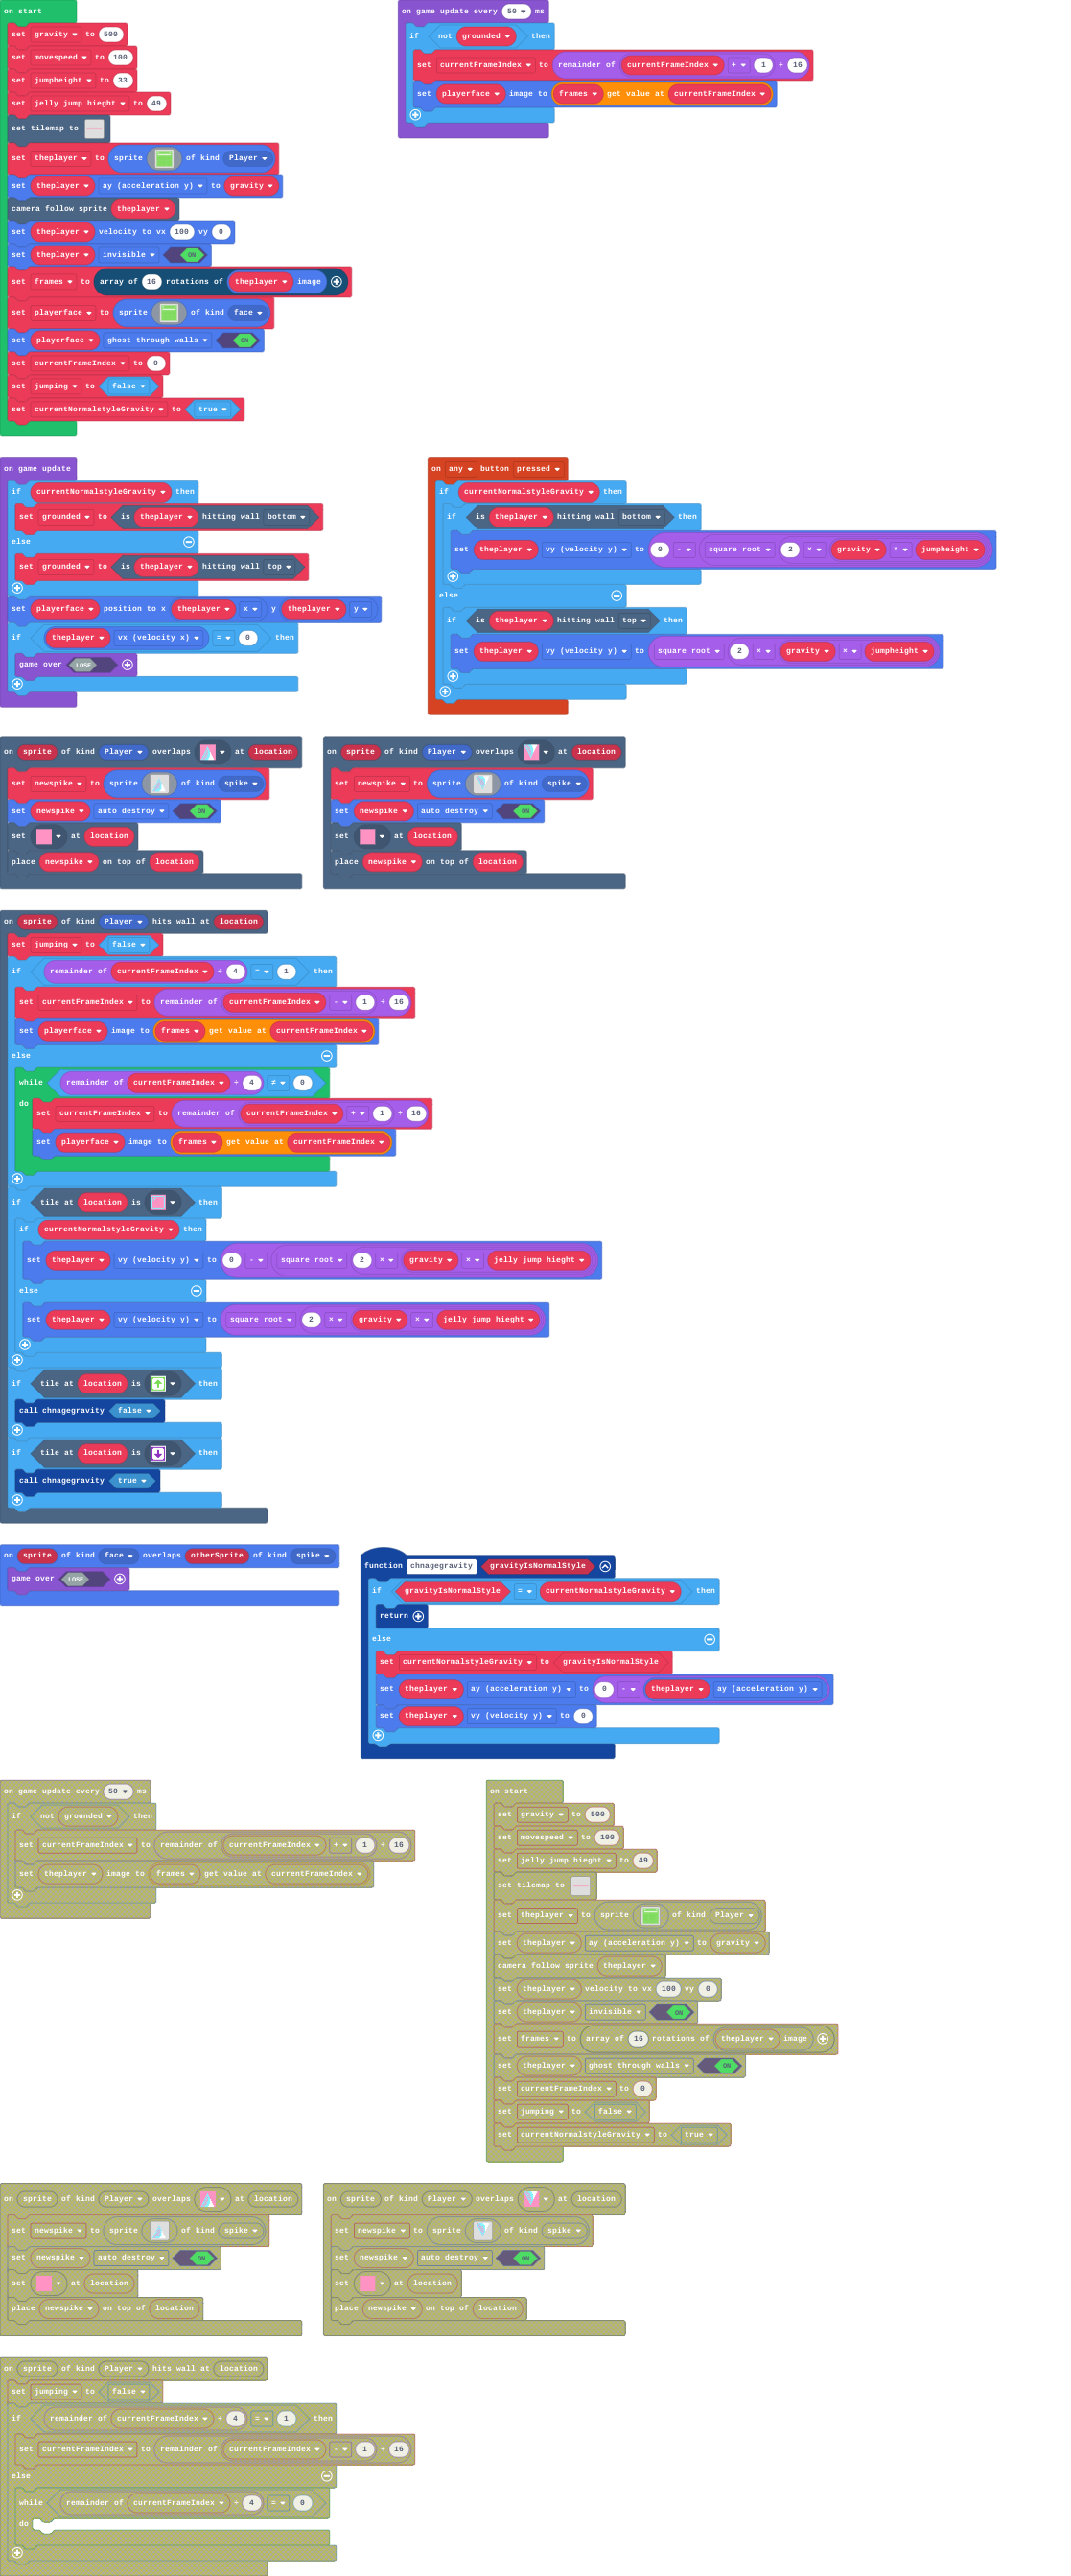 on start
set gravity to 500
set movespeed to 100
set jumpheight to 33
set jelly jump hieght to 49
set tilemap to
set theplayer to sprite of kind Player
set theplayer ay (acceleration y) to gravity
camera follow sprite theplayer
set theplayer velocity to vx 100 vy 0
set theplayer invisible ON
set frames to array of 16 rotations of theplayer image
set playerface to sprite of kind face
set playerface ghost through walls ON
set currentFrameIndex to 0
set jumping to false
set currentNormalstyleGravity to true
on game update every 50 ms
if not grounded then
set currentFrameIndex to remainder of currentFrameIndex + 1 ÷ 16
set playerface image to frames get value at currentFrameIndex
on game update
if currentNormalstyleGravity then
set grounded to is theplayer hitting wall bottom
else
set grounded to is theplayer hitting wall top
set playerface position to x theplayer x y theplayer y
if theplayer vx (velocity x) = 0 then
game over LOSE
on any button pressed
if currentNormalstyleGravity then
if is theplayer hitting wall bottom then
set theplayer vy (velocity y) to 0 - square root 2 × gravity × jumpheight
else
if is theplayer hitting wall top then
set theplayer vy (velocity y) to square root 2 × gravity × jumpheight
on sprite of kind Player overlaps at location
set newspike to sprite of kind spike
set newspike auto destroy ON
set at location
place newspike on top of location
on sprite of kind Player overlaps at location
set newspike to sprite of kind spike
set newspike auto destroy ON
set at location
place newspike on top of location
on sprite of kind Player hits wall at location
set jumping to false
if remainder of currentFrameIndex ÷ 4 = 1 then
set currentFrameIndex to remainder of currentFrameIndex - 1 ÷ 16
set playerface image to frames get value at currentFrameIndex
else
while remainder of currentFrameIndex ÷ 4 ≠ 0
do set currentFrameIndex to remainder of currentFrameIndex + 1 ÷ 16
set playerface image to frames get value at currentFrameIndex
if tile at location is then
if currentNormalstyleGravity then
set theplayer vy (velocity y) to 0 - square root 2 × gravity × jelly jump hieght
else
set theplayer vy (velocity y) to square root 2 × gravity × jelly jump hieght
if tile at location is then
call chnagegravity false
if tile at location is then
call chnagegravity true
on sprite of kind face overlaps otherSprite of kind spike
game over LOSE
function chnagegravity gravityIsNormalStyle
if gravityIsNormalStyle = currentNormalstyleGravity then
return
else
set currentNormalstyleGravity to gravityIsNormalStyle
set theplayer ay (acceleration y) to 0 - theplayer ay (acceleration y)
set theplayer vy (velocity y) to 0
on game update every 50 ms
if not grounded then
set currentFrameIndex to remainder of currentFrameIndex + 1 ÷ 16
set theplayer image to frames get value at currentFrameIndex
on start
set gravity to 500
set movespeed to 100
set jelly jump hieght to 49
set tilemap to
set theplayer to sprite of kind Player
set theplayer ay (acceleration y) to gravity
camera follow sprite theplayer
set theplayer velocity to vx 100 vy 0
set theplayer invisible ON
set frames to array of 16 rotations of theplayer image
set theplayer ghost through walls ON
set currentFrameIndex to 0
set jumping to false
set currentNormalstyleGravity to true
on sprite of kind Player overlaps at location
set newspike to sprite of kind spike
set newspike auto destroy ON
set at location
place newspike on top of location
on sprite of kind Player overlaps at location
set newspike to sprite of kind spike
set newspike auto destroy ON
set at location
place newspike on top of location
on sprite of kind Player hits wall at location
set jumping to false
if remainder of currentFrameIndex ÷ 4 = 1 then
set currentFrameIndex to remainder of currentFrameIndex - 1 ÷ 16
else
while remainder of currentFrameIndex ÷ 4 = 0
do